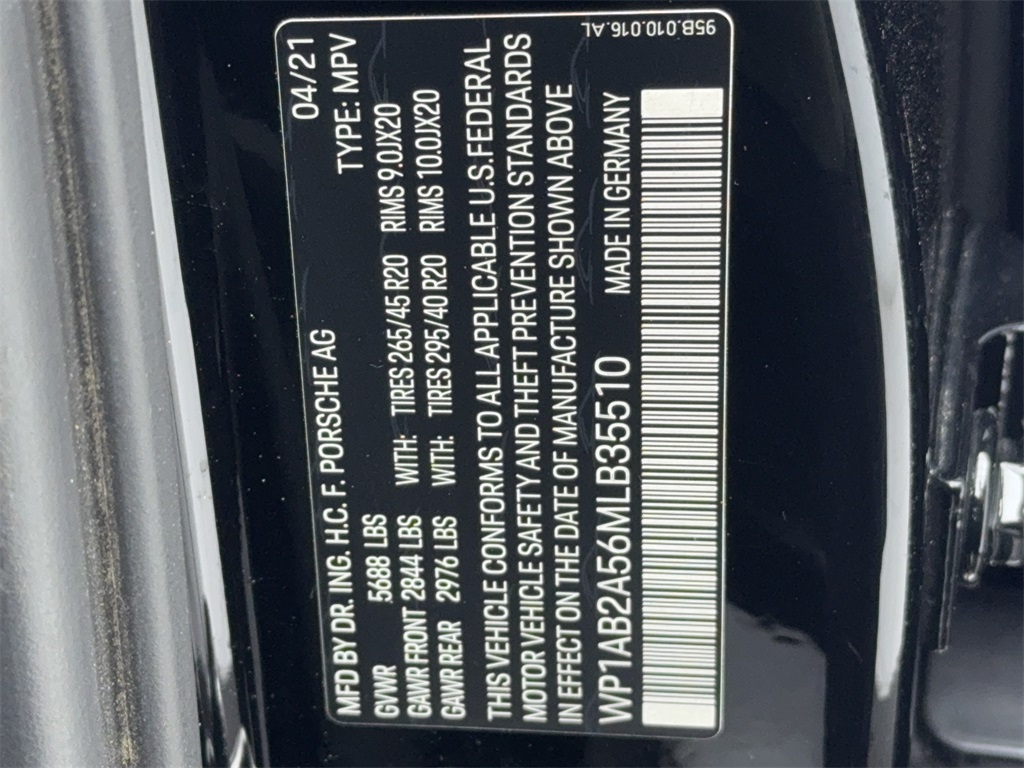 MFD BY DR. ING. H.C. F. PORSCHE AG 04/21
GVWR 5688 LBS TYPE: MPV
GAWR FRONT 2844 LBS WITH: TIRES 265/45 R20 RIMS 9.0JX20
GAWR REAR 2976 LBS WITH: TIRES 295/40 R20 RIMS 10.0JX20
THIS VEHICLE CONFORMS TO ALL APPLICABLE U.S. FEDERAL
MOTOR VEHICLE SAFETY AND THEFT PREVENTION STANDARDS
IN EFFECT ON THE DATE OF MANUFACTURE SHOWN ABOVE
WP1AB2A56MLB35510 MADE IN GERMANY
95B.010.016.AL